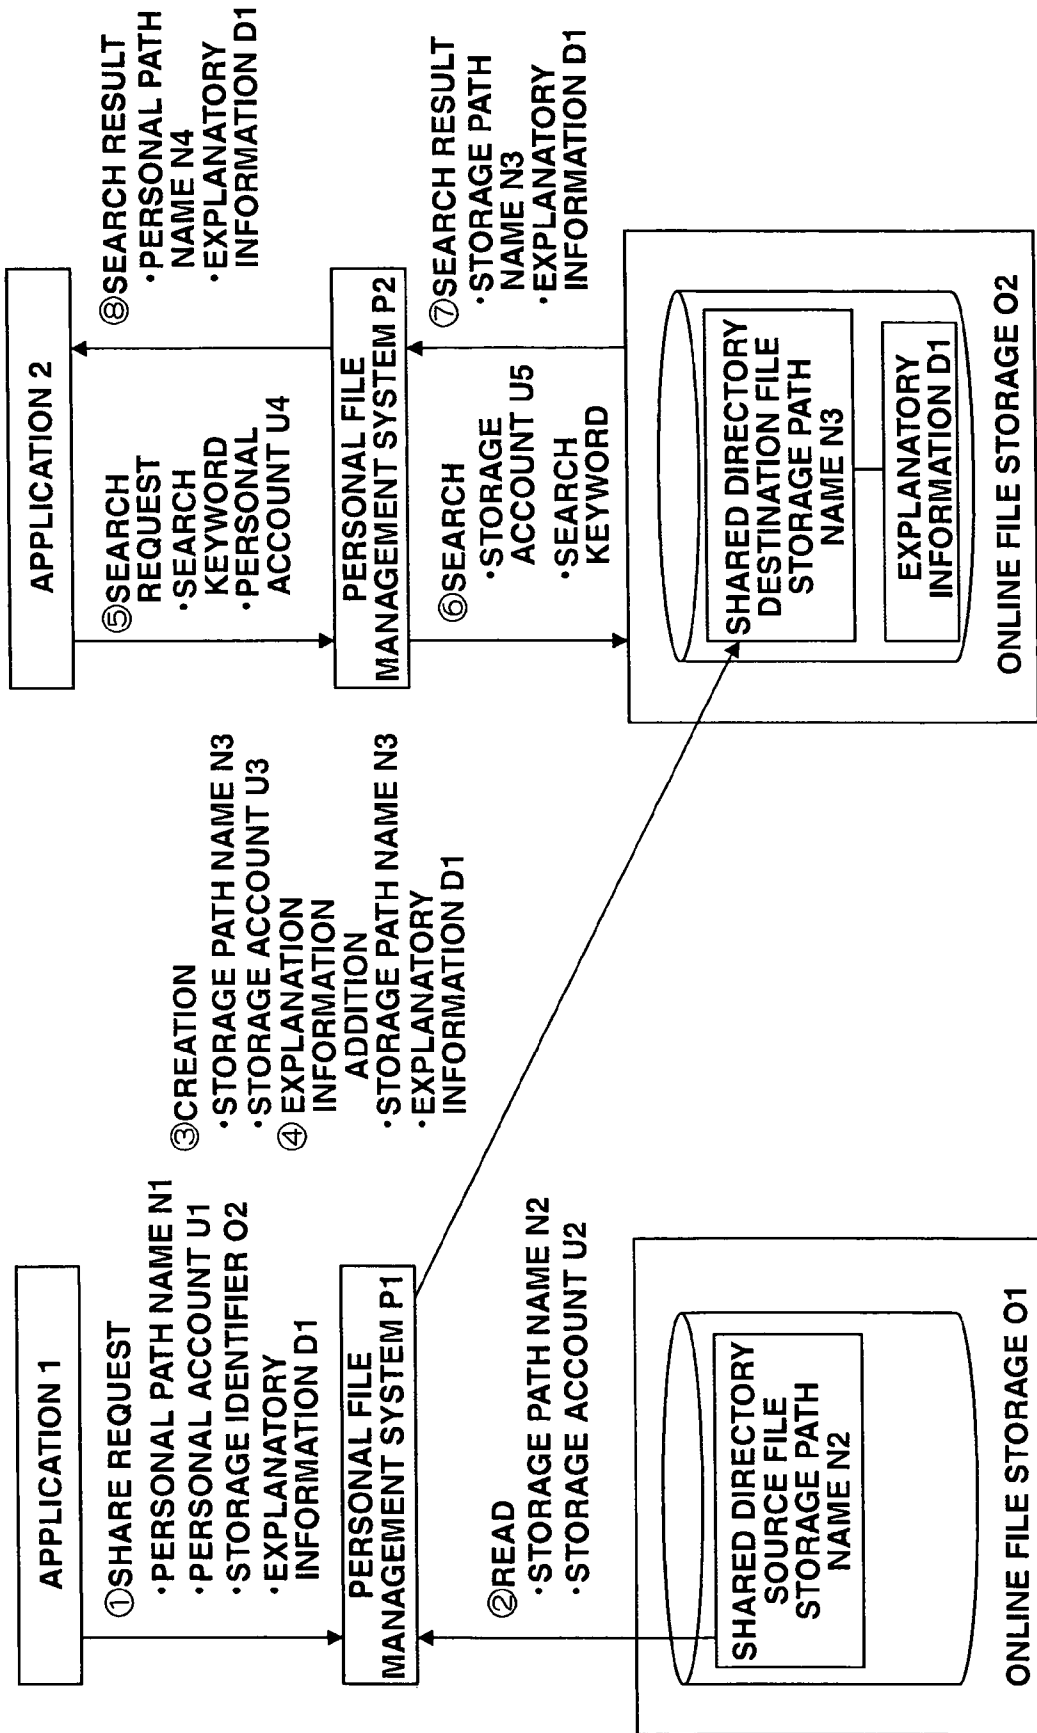 APPLICATION 1
①SHARE REQUEST
・PERSONAL PATH NAME N1
・PERSONAL ACCOUNT U1
・STORAGE IDENTIFIER O2
・EXPLANATORY
INFORMATION D1
PERSONAL FILE
MANAGEMENT SYSTEM P1
②READ
・STORAGE PATH NAME N2
・STORAGE ACCOUNT U2
SHARED DIRECTORY
SOURCE FILE
STORAGE PATH
NAME N2
ONLINE FILE STORAGE O1
③CREATION
・STORAGE PATH NAME N3
・STORAGE ACCOUNT U3
④ EXPLANATION
INFORMATION
ADDITION
・STORAGE PATH NAME N3
・EXPLANATORY
INFORMATION D1
APPLICATION 2
⑤SEARCH
REQUEST
・SEARCH
KEYWORD
・PERSONAL
ACCOUNT U4
⑧SEARCH RESULT
・PERSONAL PATH
NAME N4
・EXPLANATORY
INFORMATION D1
PERSONAL FILE
MANAGEMENT SYSTEM P2
⑥SEARCH
・STORAGE
ACCOUNT U5
・SEARCH
KEYWORD
⑦SEARCH RESULT
・STORAGE PATH
NAME N3
・EXPLANATORY
INFORMATION D1
SHARED DIRECTORY
DESTINATION FILE
STORAGE PATH
NAME N3
EXPLANATORY
INFORMATION D1
ONLINE FILE STORAGE O2